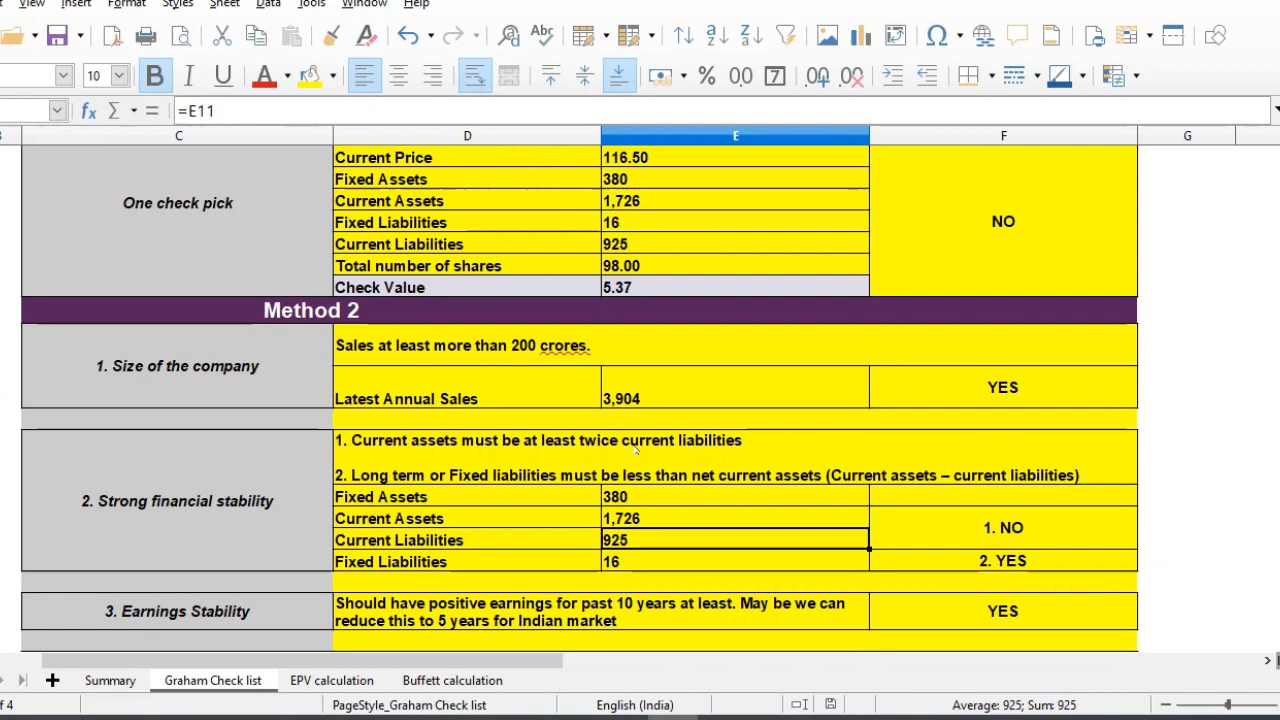 View Insert Format Styles Sheet Data Tools Window Help
10
=E11
C D E F G
One check pick
Current Price 116.50
Fixed Assets 380
Current Assets 1,726
Fixed Liabilities 16
Current Liabilities 925
Total number of shares 98.00
Check Value 5.37
NO
Method 2
1. Size of the company
Sales at least more than 200 crores.
Latest Annual Sales 3,904 YES
2. Strong financial stability
1. Current assets must be at least twice current liabilities
2. Long term or Fixed liabilities must be less than net current assets (Current assets – current liabilities)
Fixed Assets 380
Current Assets 1,726
Current Liabilities 925
1. NO
Fixed Liabilities 16 2. YES
3. Earnings Stability
Should have positive earnings for past 10 years at least. May be we can
reduce this to 5 years for Indian market
YES
Summary Graham Check list EPV calculation Buffett calculation
of 4 PageStyle_Graham Check list English (India) Average: 925; Sum: 925